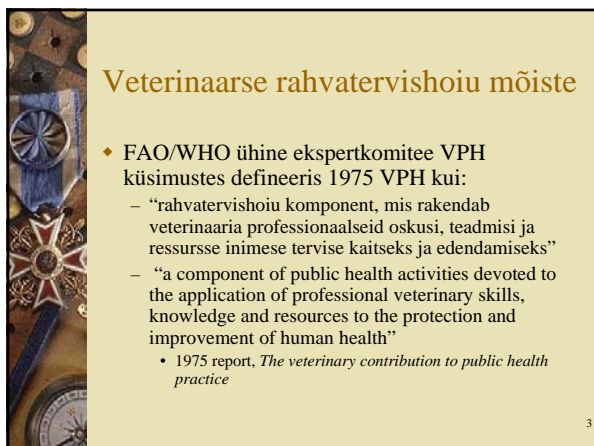 Veterinaarse rahvatervishoiu mõiste
◆ FAO/WHO ühine ekspertkomitee VPH
küsimustes defineeris 1975 VPH kui:
– “rahvatervishoiu komponent, mis rakendab
veterinaaria professionaalseid oskusi, teadmisi ja
ressursse inimese tervise kaitseks ja edendamiseks”
– “a component of public health activities devoted to
the application of professional veterinary skills,
knowledge and resources to the protection and
improvement of human health”
• 1975 report, The veterinary contribution to public health
practice
3